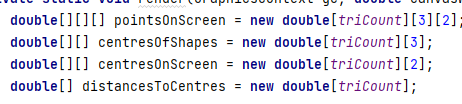 double[][][] pointsOnScreen = new double[triCount][3][2];
double[][] centresOfShapes = new double[triCount][3];
double[][] centresOnScreen = new double[triCount][2];
double[] distancesToCentres = new double[triCount];